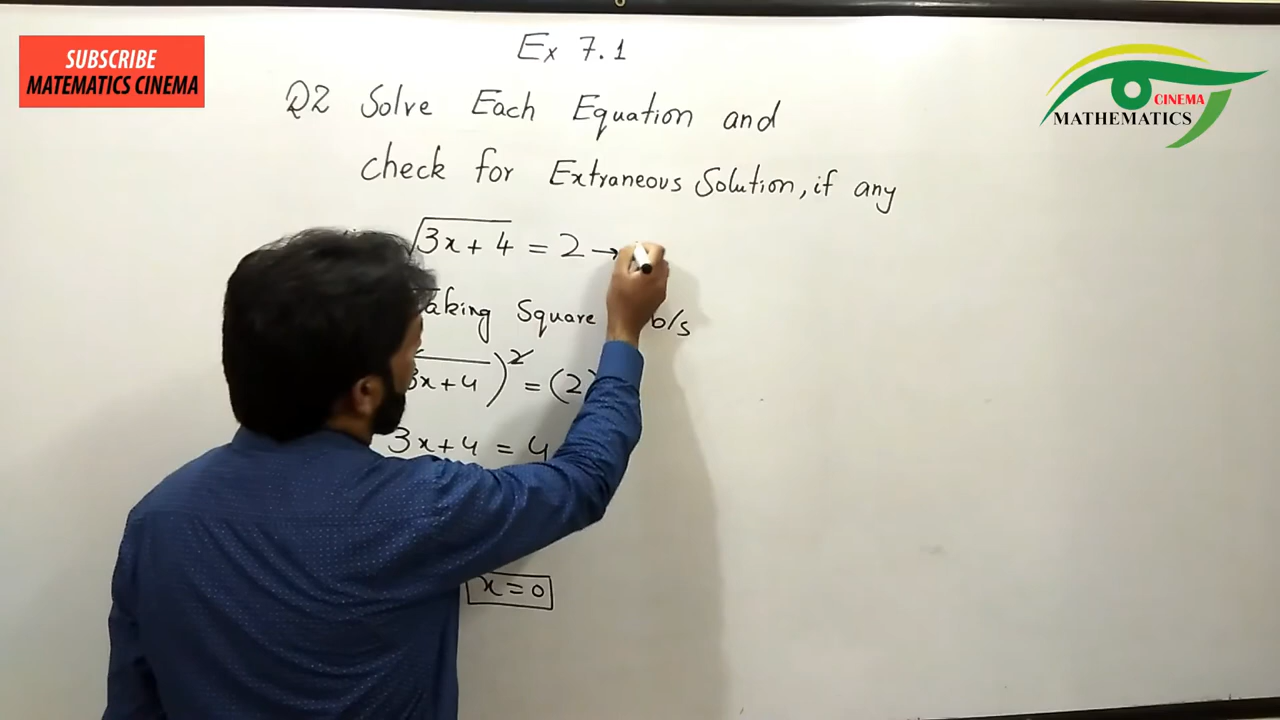 SUBSCRIBE
MATEMATICS CINEMA
CINEMA
MATHEMATICS
Ex 7.1
Q2 Solve Each Equation and
check for Extraneous Solution, if any
√3x+4 = 2 →
aking Square b/s
3x+4 )² = (2
3x+4 = 4
x=0